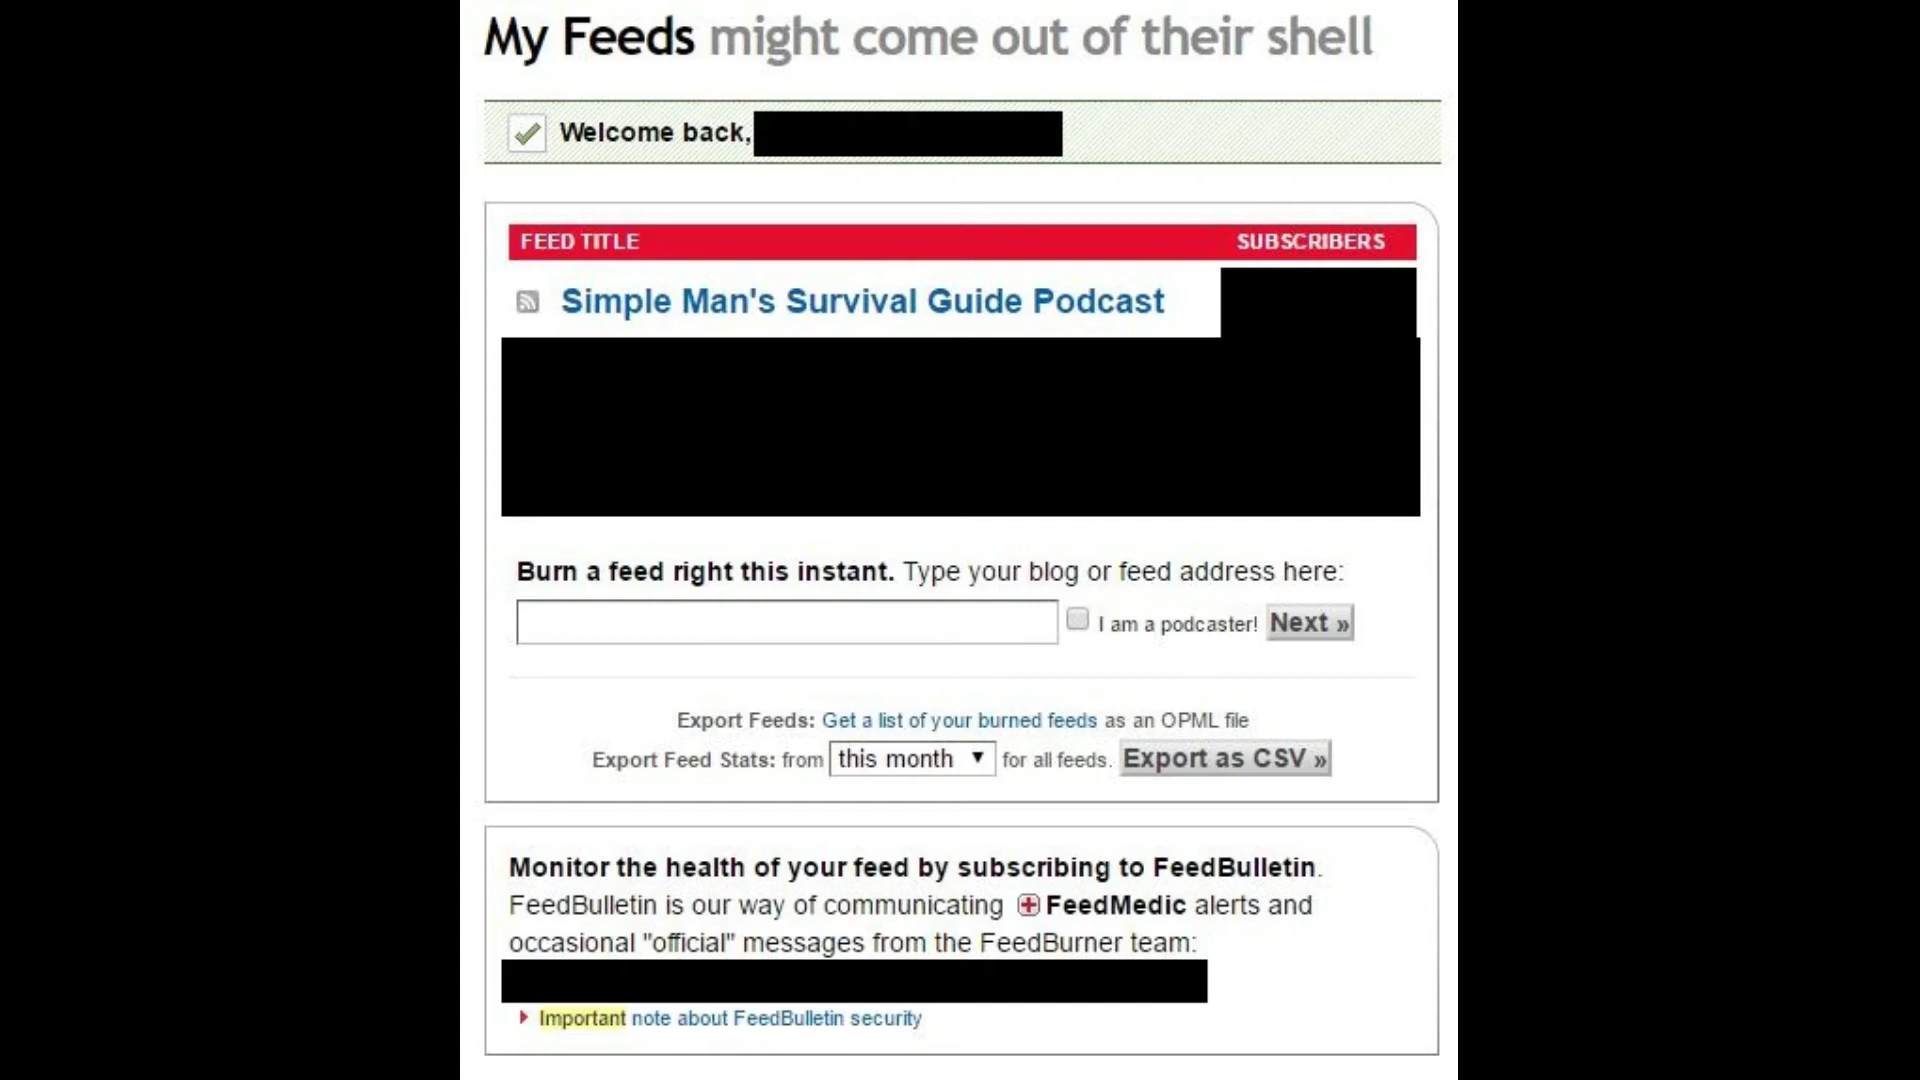 My Feeds might come out of their shell
Welcome back,
FEED TITLE SUBSCRIBERS
Simple Man's Survival Guide Podcast
Burn a feed right this instant. Type your blog or feed address here:
I am a podcaster! Next »
Export Feeds: Get a list of your burned feeds as an OPML file
Export Feed Stats: from this month for all feeds. Export as CSV »
Monitor the health of your feed by subscribing to FeedBulletin.
FeedBulletin is our way of communicating FeedMedic alerts and
occasional "official" messages from the FeedBurner team:
Important note about FeedBulletin security